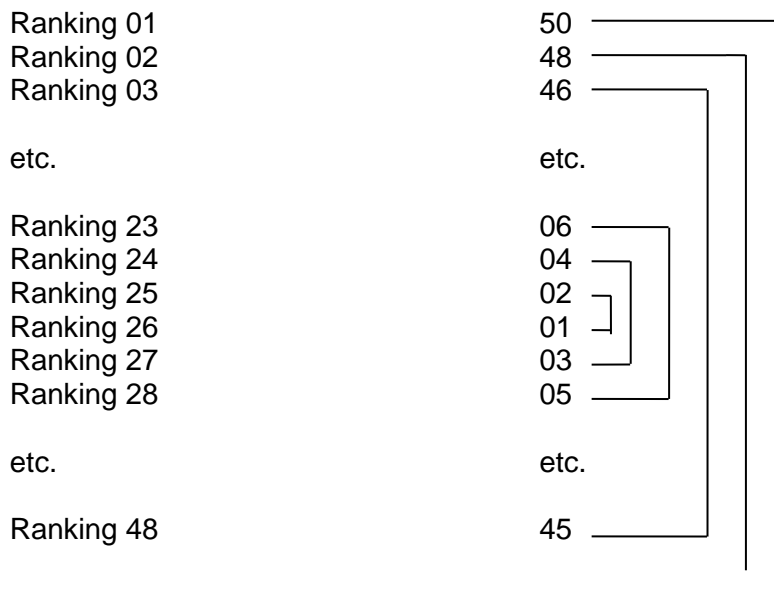 Ranking 01 50
Ranking 02 48
Ranking 03 46
etc. etc.
Ranking 23 06
Ranking 24 04
Ranking 25 02
Ranking 26 01
Ranking 27 03
Ranking 28 05
etc. etc.
Ranking 48 45